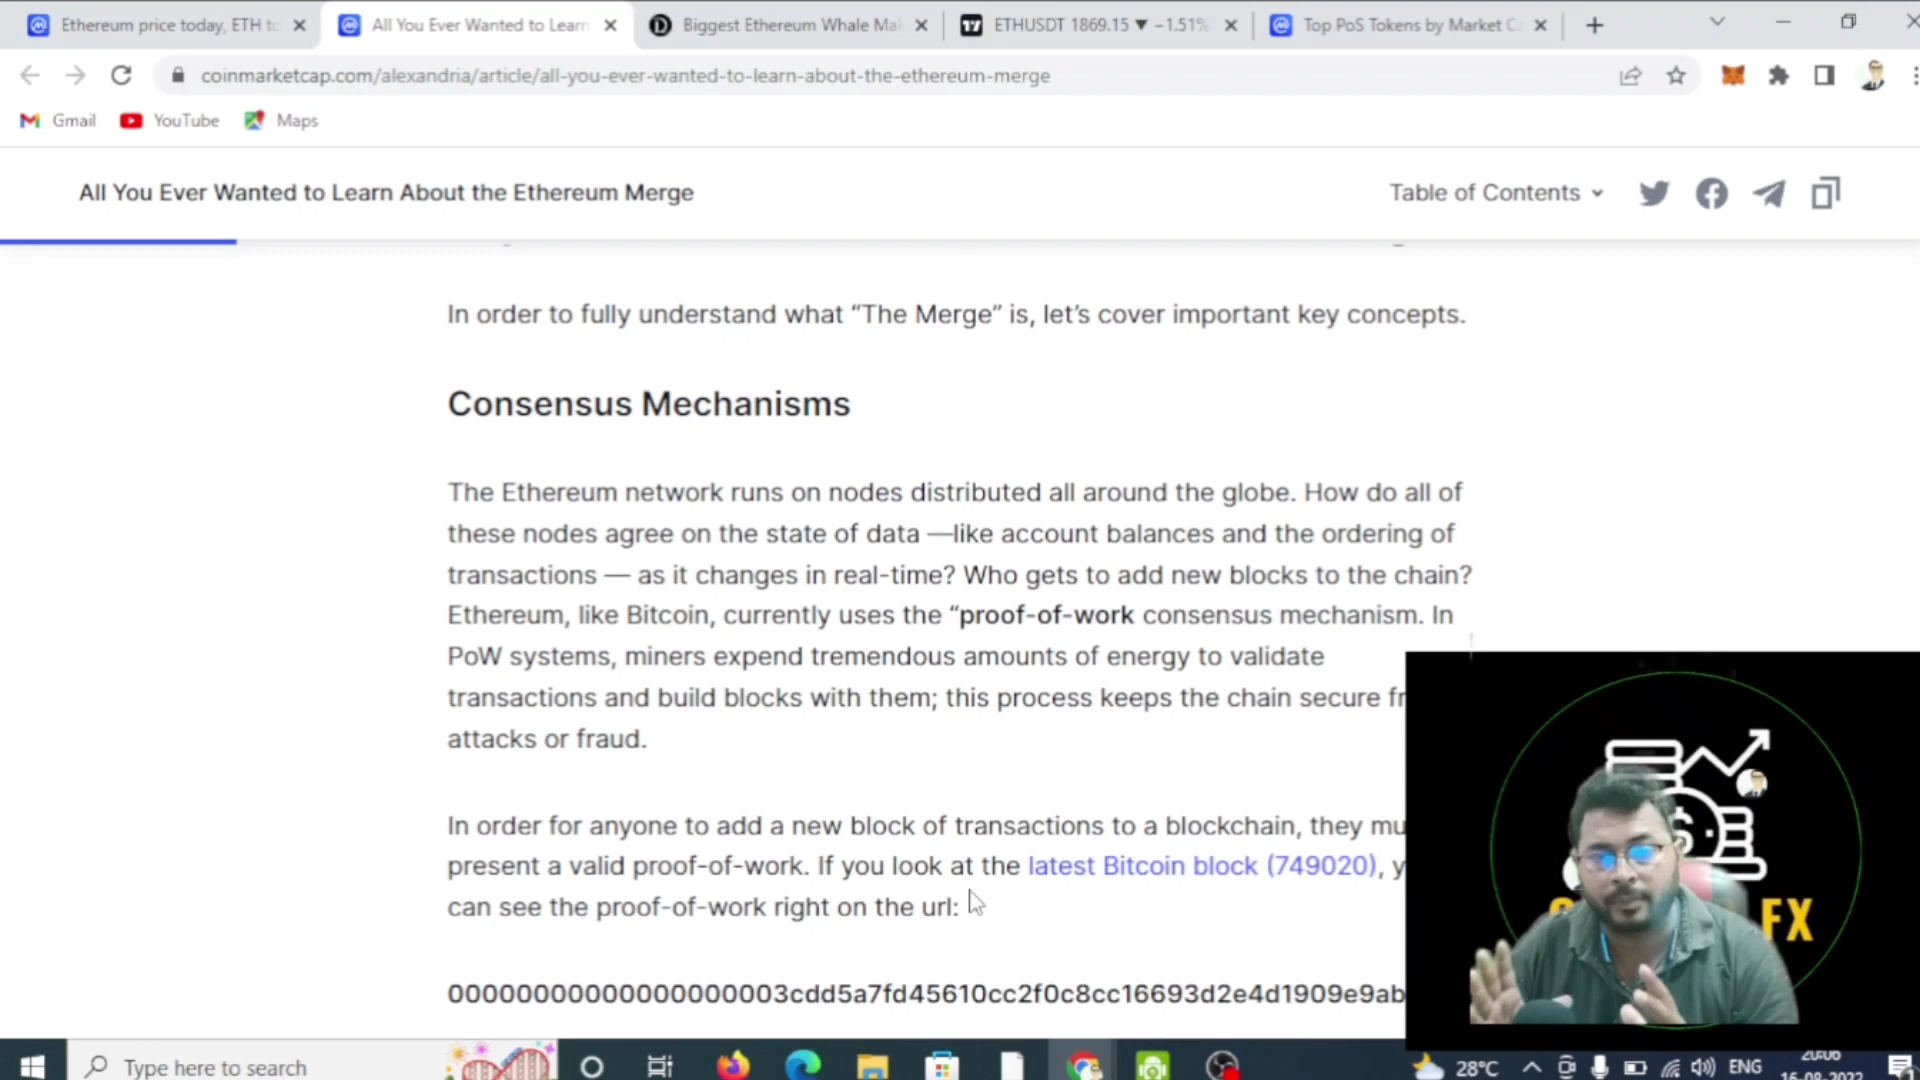 Ethereum price today, ETH to
All You Ever Wanted to Learn
Biggest Ethereum Whale Mak
ETHUSDT 1869.15 ▼ −1.51%
Top PoS Tokens by Market C
coinmarketcap.com/alexandria/article/all-you-ever-wanted-to-learn-about-the-ethereum-merge
Gmail
YouTube
Maps
All You Ever Wanted to Learn About the Ethereum Merge
Table of Contents
In order to fully understand what “The Merge” is, let’s cover important key concepts.
Consensus Mechanisms
The Ethereum network runs on nodes distributed all around the globe. How do all of
these nodes agree on the state of data —like account balances and the ordering of
transactions — as it changes in real-time? Who gets to add new blocks to the chain?
Ethereum, like Bitcoin, currently uses the “proof-of-work consensus mechanism. In
PoW systems, miners expend tremendous amounts of energy to validate
transactions and build blocks with them; this process keeps the chain secure fr
attacks or fraud.
In order for anyone to add a new block of transactions to a blockchain, they mu
present a valid proof-of-work. If you look at the latest Bitcoin block (749020), y
can see the proof-of-work right on the url:
00000000000000000003cdd5a7fd45610cc2f0c8cc16693d2e4d1909e9ab
FX
Type here to search
28°C
ENG
20:06
16-08-2022